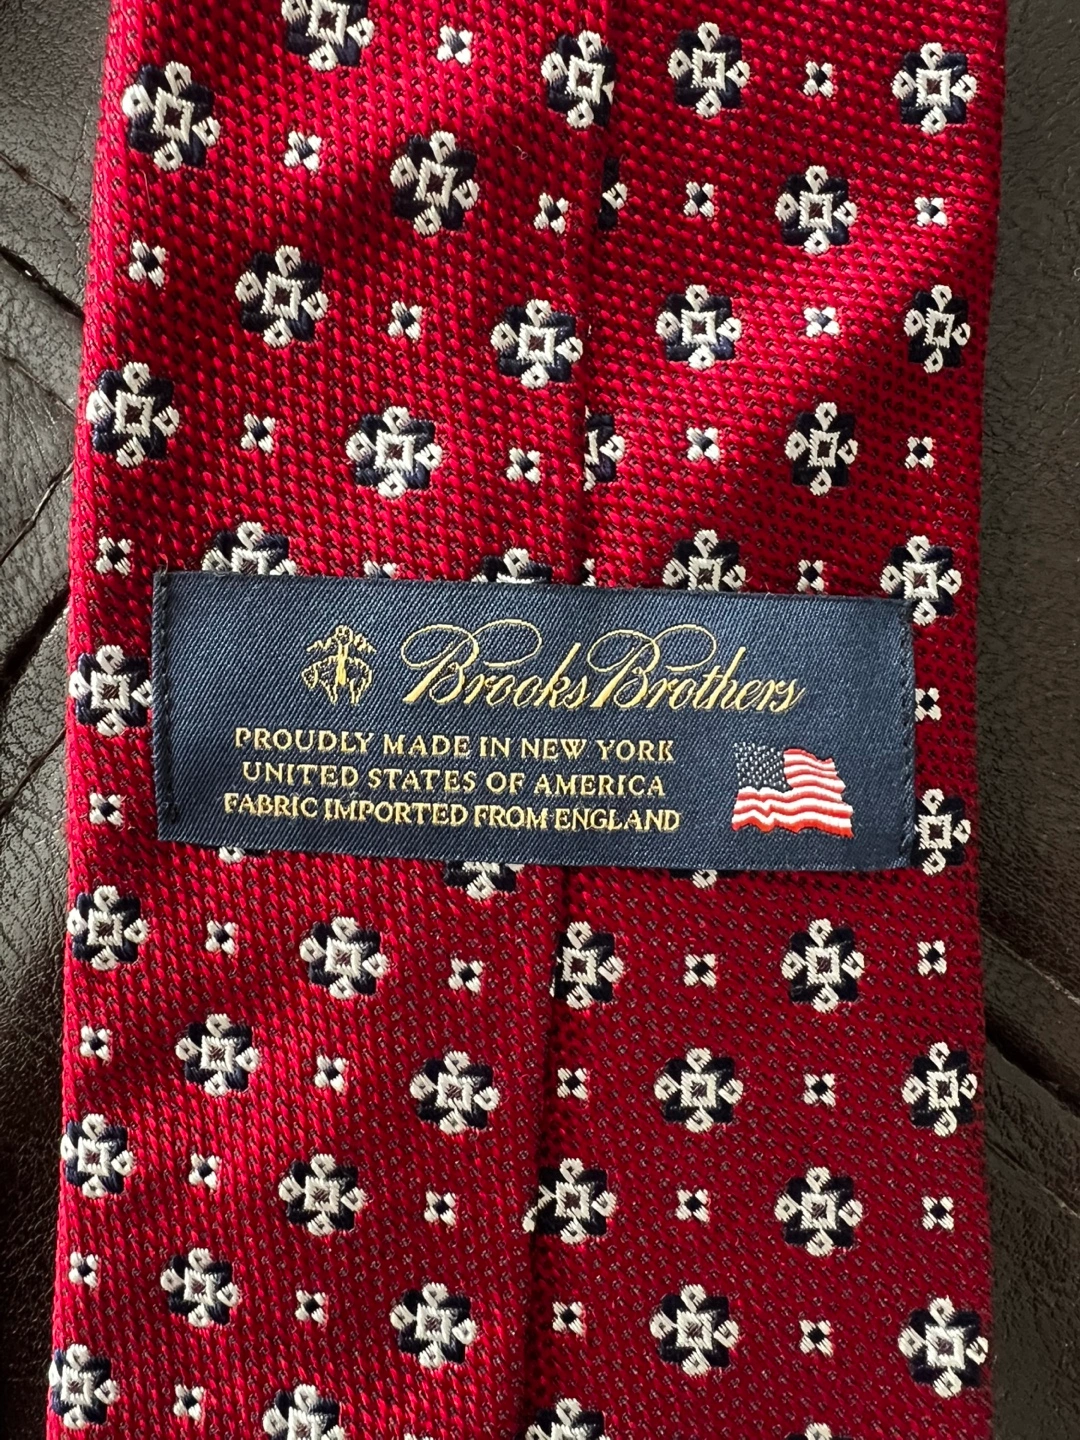 Brooks Brothers
PROUDLY MADE IN NEW YORK
UNITED STATES OF AMERICA
FABRIC IMPORTED FROM ENGLAND